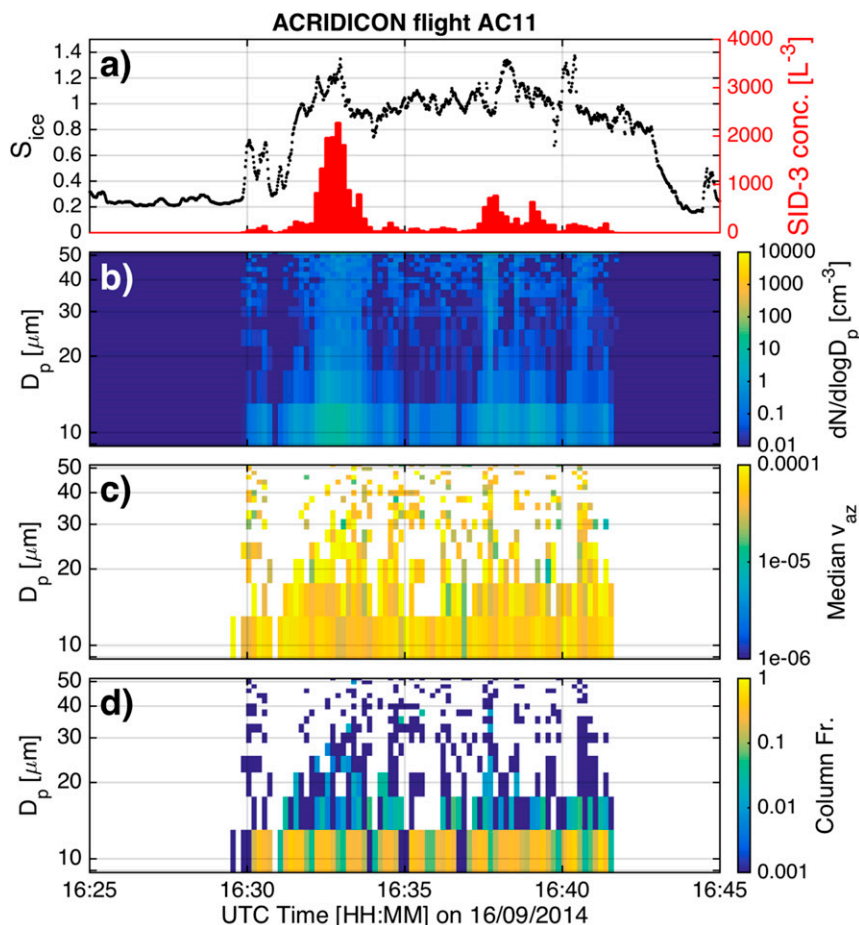 ACRIDICON flight AC11
a)
1.4
1.2
1
0.8
0.6
0.4
0.2
0
S_ice
4000
3000
2000
1000
0
SID-3 conc. [L^-3]
b)
50
40
30
20
10
D_p [μm]
10000
1000
100
10
1
0.1
0.01
dN/dlogD_p [cm^-3]
c)
50
40
30
20
10
D_p [μm]
0.0001
1e-05
1e-06
Median v_az
d)
50
40
30
20
10
D_p [μm]
1
0.1
0.01
0.001
Column Fr.
16:25 16:30 16:35 16:40 16:45
UTC Time [HH:MM] on 16/09/2014